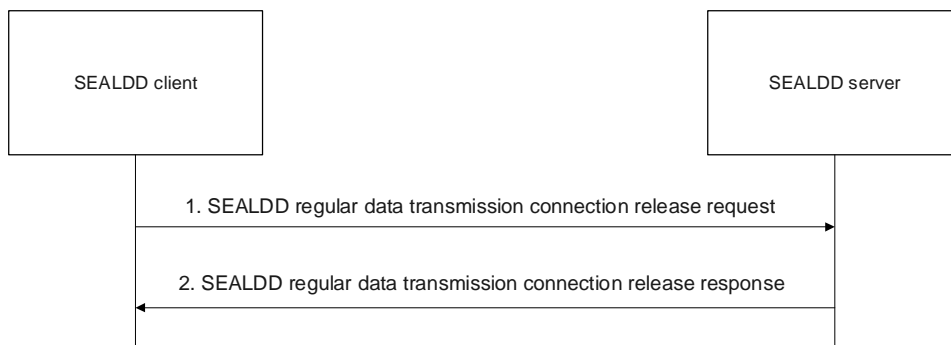 SEALDD client
SEALDD server
1. SEALDD regular data transmission connection release request
2. SEALDD regular data transmission connection release response